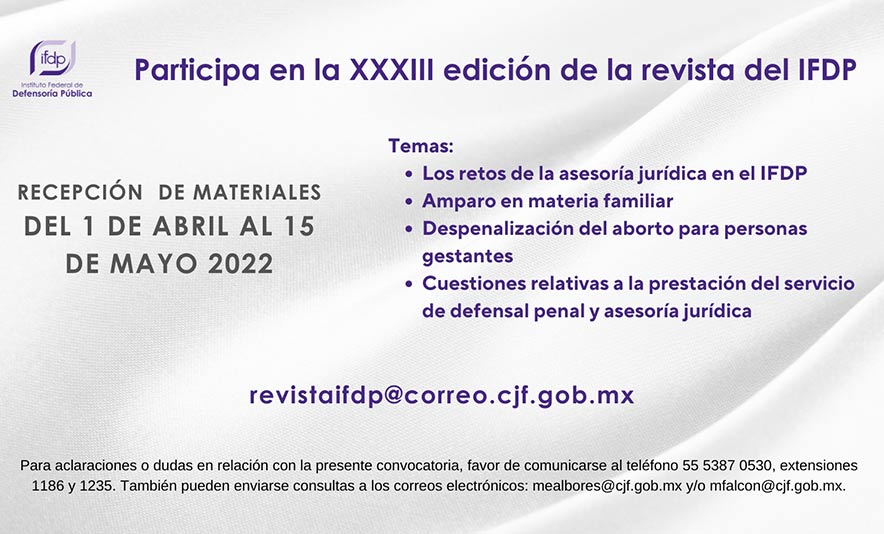 ifdp
Instituto Federal de
Defensoría Pública
Participa en la XXXIII edición de la revista del IFDP
RECEPCIÓN DE MATERIALES
DEL 1 DE ABRIL AL 15
DE MAYO 2022
Temas:
• Los retos de la asesoría jurídica en el IFDP
• Amparo en materia familiar
• Despenalización del aborto para personas
gestantes
• Cuestiones relativas a la prestación del servicio
de defensal penal y asesoría jurídica
revistaifdp@correo.cjf.gob.mx
Para aclaraciones o dudas en relación con la presente convocatoria, favor de comunicarse al teléfono 55 5387 0530, extensiones
1186 y 1235. También pueden enviarse consultas a los correos electrónicos: mealbores@cjf.gob.mx y/o mfalcon@cjf.gob.mx.